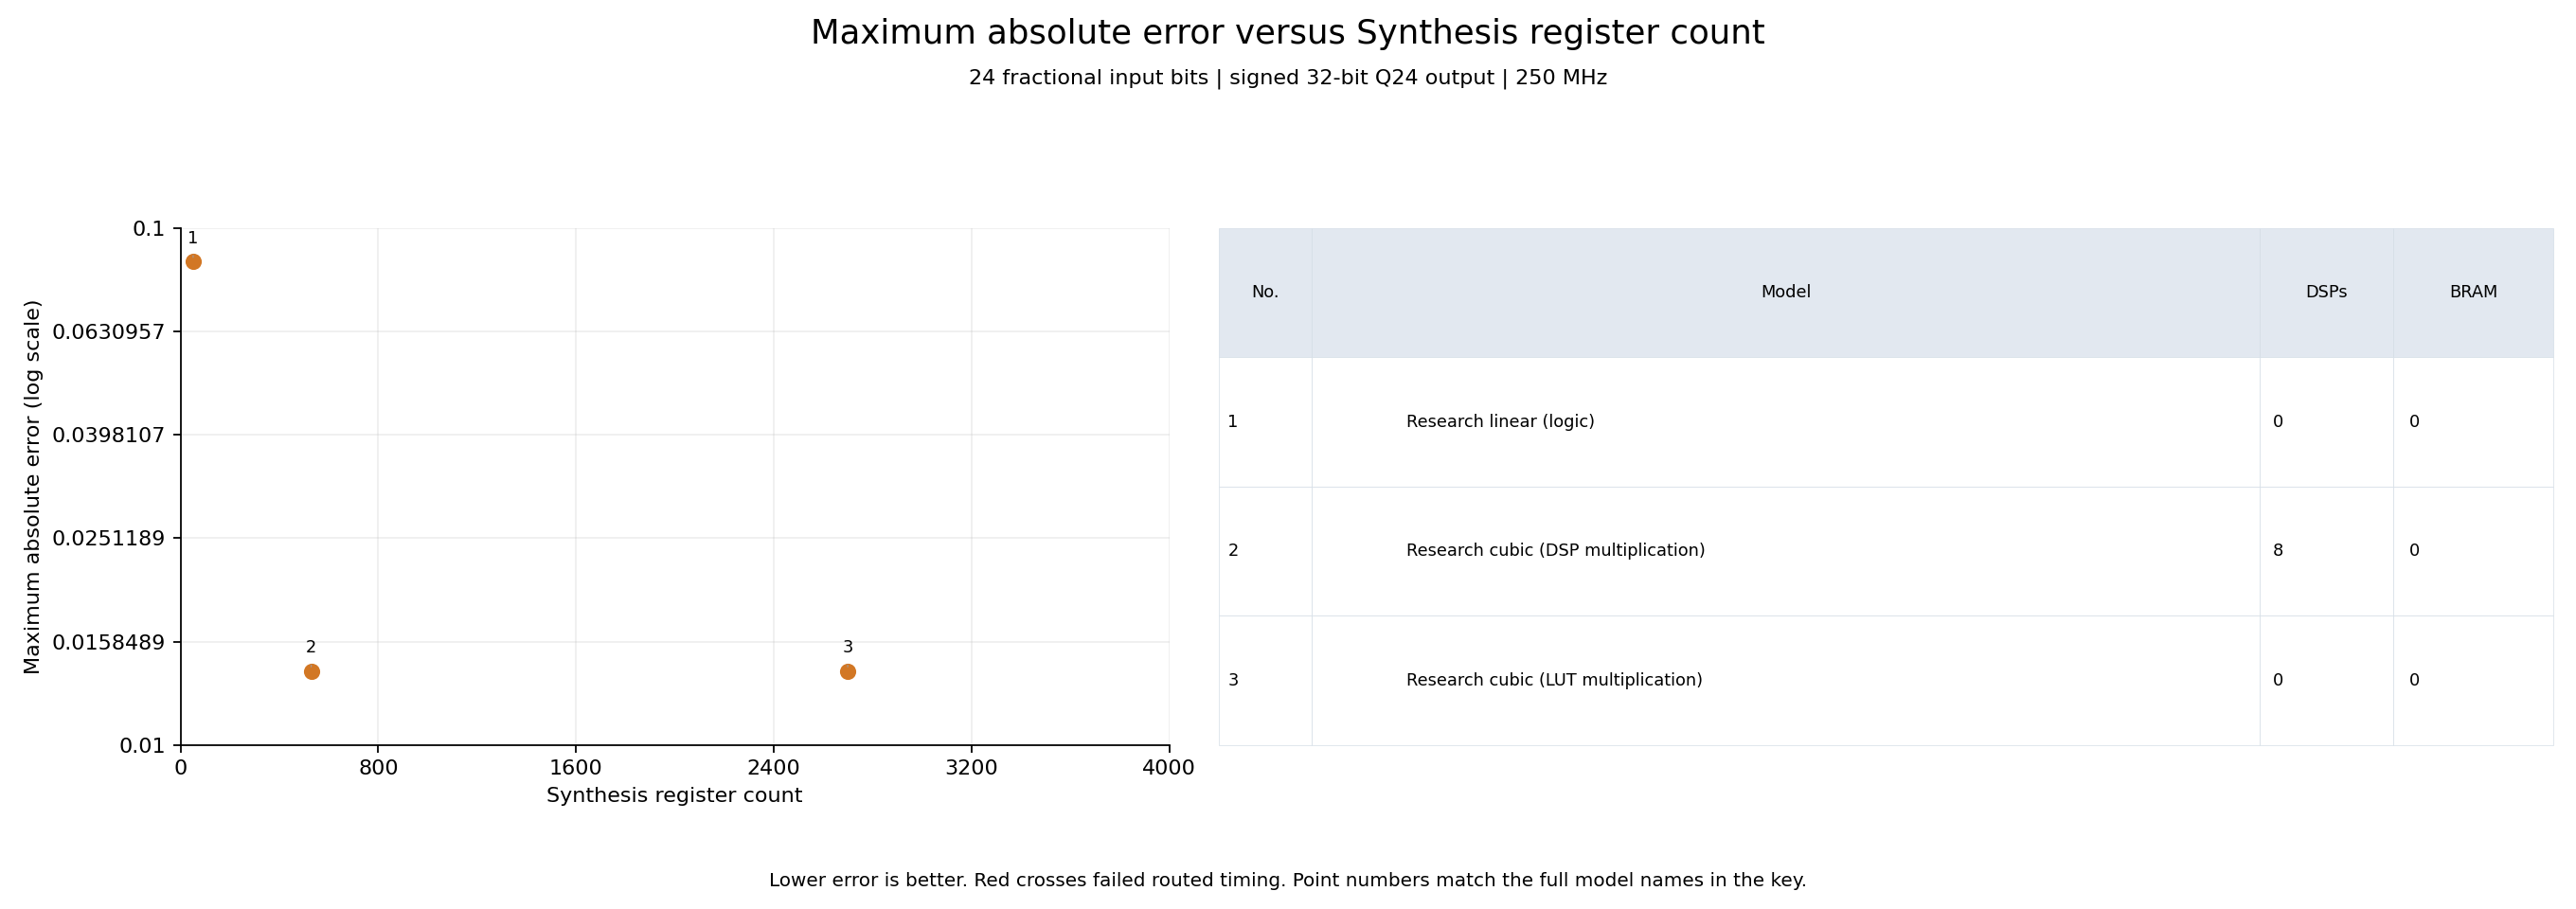 Maximum absolute error versus Synthesis register count
24 fractional input bits | signed 32-bit Q24 output | 250 MHz
Maximum absolute error (log scale)
0.1
0.0630957
0.0398107
0.0251189
0.0158489
0.01
1
2
3
0 800 1600 2400 3200 4000
Synthesis register count
No. Model DSPs BRAM
1 Research linear (logic) 0 0
2 Research cubic (DSP multiplication) 8 0
3 Research cubic (LUT multiplication) 0 0
Lower error is better. Red crosses failed routed timing. Point numbers match the full model names in the key.